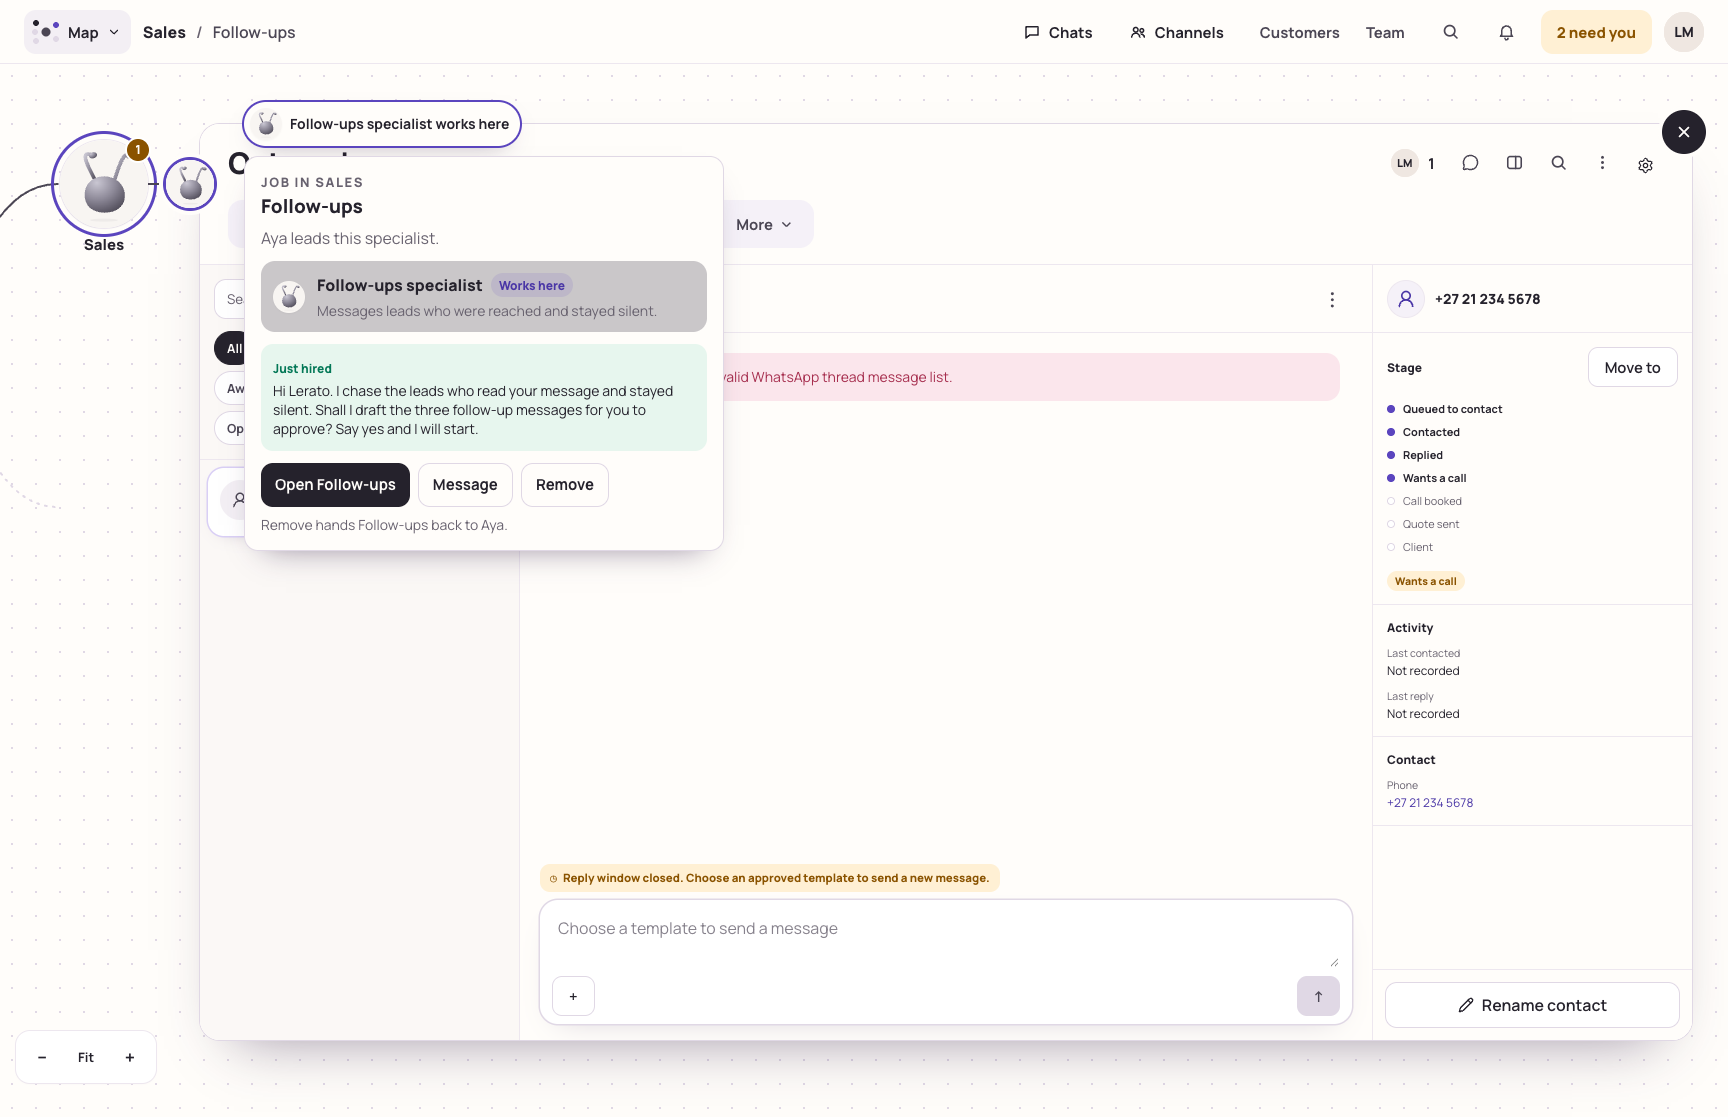 Map
Sales / Follow-ups
Chats
Channels
Customers
Team
2 need you
LM
1
Sales
Follow-ups specialist works here
LM 1
JOB IN SALES
Follow-ups
Aya leads this specialist.
More
Follow-ups specialist Works here
Messages leads who were reached and stayed silent.
Just hired
Hi Lerato. I chase the leads who read your message and stayed
silent. Shall I draft the three follow-up messages for you to
approve? Say yes and I will start.
Open Follow-ups
Message
Remove
Remove hands Follow-ups back to Aya.
All
WhatsApp thread message list.
+27 21 234 5678
Stage
Move to
Queued to contact
Contacted
Replied
Wants a call
Call booked
Quote sent
Client
Wants a call
Activity
Last contacted
Not recorded
Last reply
Not recorded
Contact
Phone
+27 21 234 5678
Reply window closed. Choose an approved template to send a new message.
Choose a template to send a message
+
Rename contact
− Fit +